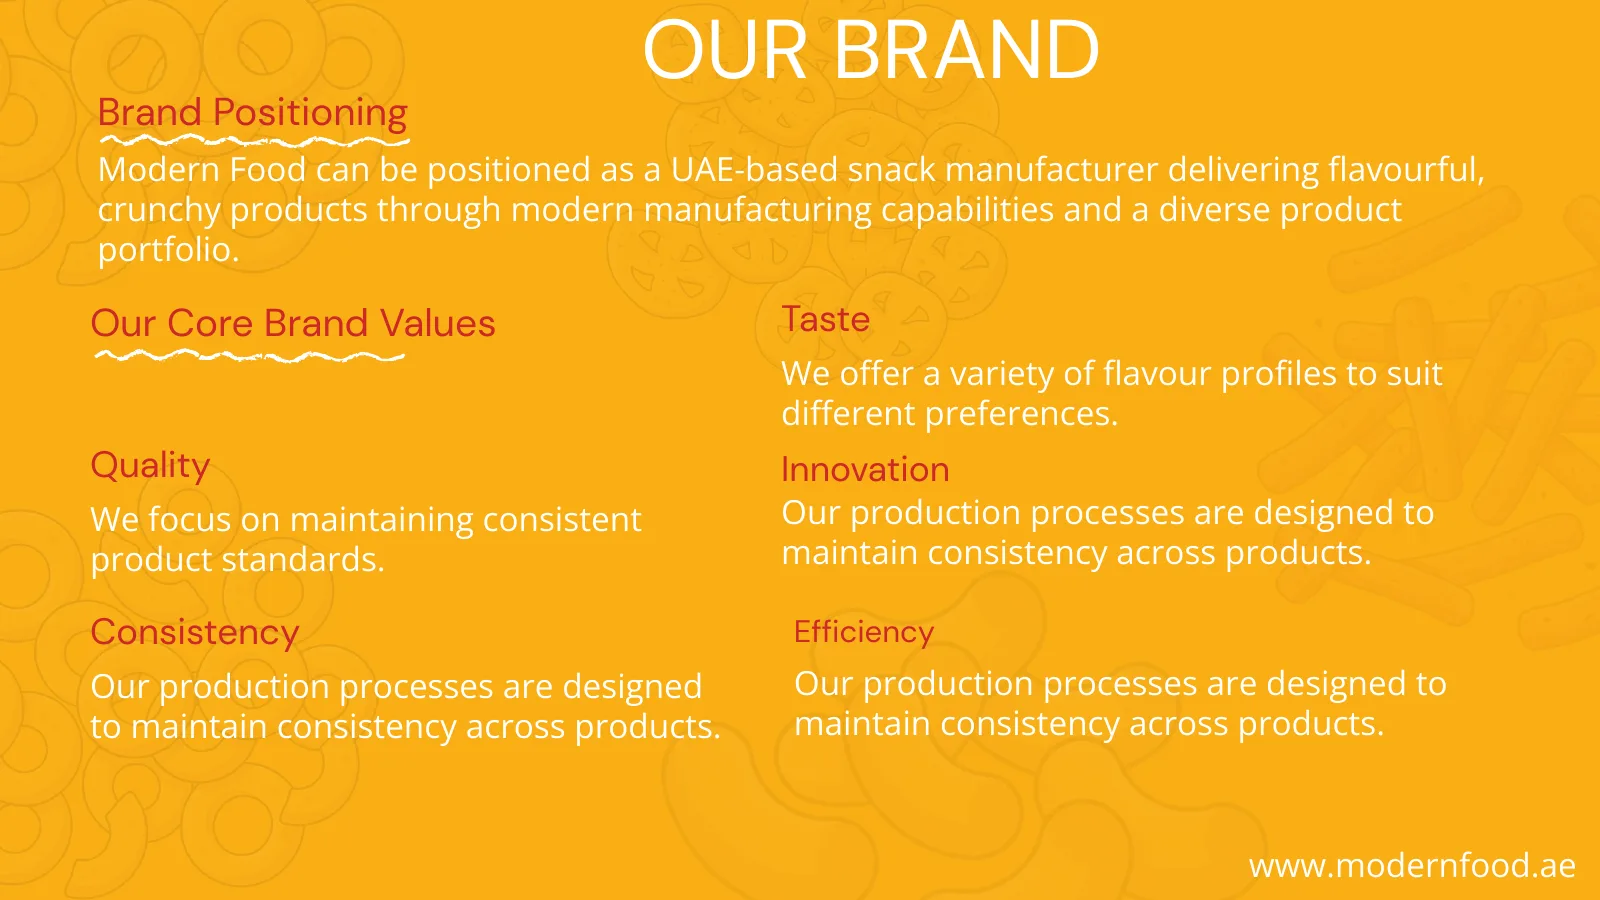 OUR BRAND
Brand Positioning
Modern Food can be positioned as a UAE-based snack manufacturer delivering flavourful,
crunchy products through modern manufacturing capabilities and a diverse product
portfolio.
Our Core Brand Values
Quality
We focus on maintaining consistent
product standards.
Consistency
Our production processes are designed
to maintain consistency across products.
Taste
We offer a variety of flavour profiles to suit
different preferences.
Innovation
Our production processes are designed to
maintain consistency across products.
Efficiency
Our production processes are designed to
maintain consistency across products.
www.modernfood.ae